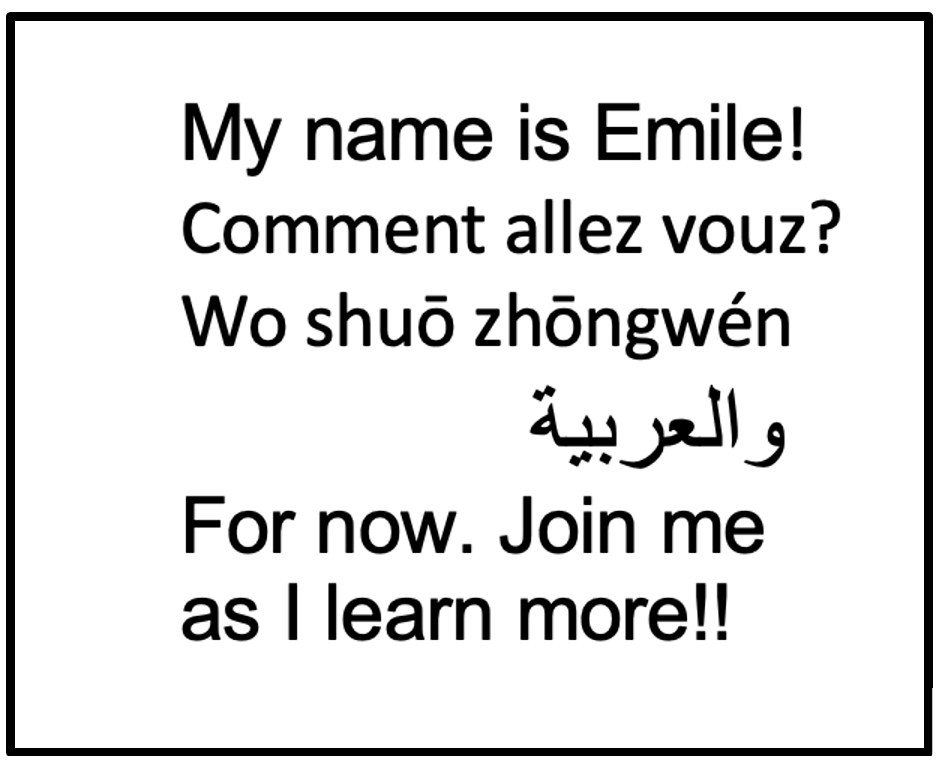 My name is Emile!
Comment allez vouz?
Wo shuō zhōngwén
والعربية
For now. Join me
as I learn more!!